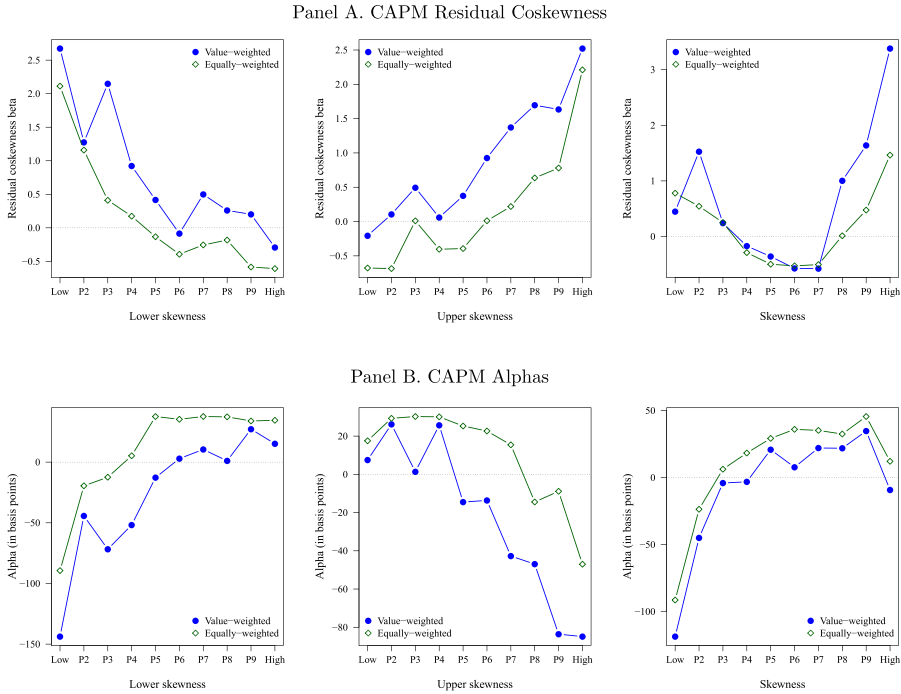 Panel A. CAPM Residual Coskewness
Residual coskewness beta
2.5
2.0
1.5
1.0
0.5
0.0
−0.5
Value−weighted
Equally−weighted
Low P2 P3 P4 P5 P6 P7 P8 P9 High
Lower skewness
Residual coskewness beta
2.5
2.0
1.5
1.0
0.5
0.0
−0.5
Value−weighted
Equally−weighted
Low P2 P3 P4 P5 P6 P7 P8 P9 High
Upper skewness
Residual coskewness beta
3
2
1
0
Value−weighted
Equally−weighted
Low P2 P3 P4 P5 P6 P7 P8 P9 High
Skewness
Panel B. CAPM Alphas
Alpha (in basis points)
0
−50
−100
−150
Value−weighted
Equally−weighted
Low P2 P3 P4 P5 P6 P7 P8 P9 High
Lower skewness
Alpha (in basis points)
20
0
−20
−40
−60
−80
Value−weighted
Equally−weighted
Low P2 P3 P4 P5 P6 P7 P8 P9 High
Upper skewness
Alpha (in basis points)
50
0
−50
−100
Value−weighted
Equally−weighted
Low P2 P3 P4 P5 P6 P7 P8 P9 High
Skewness